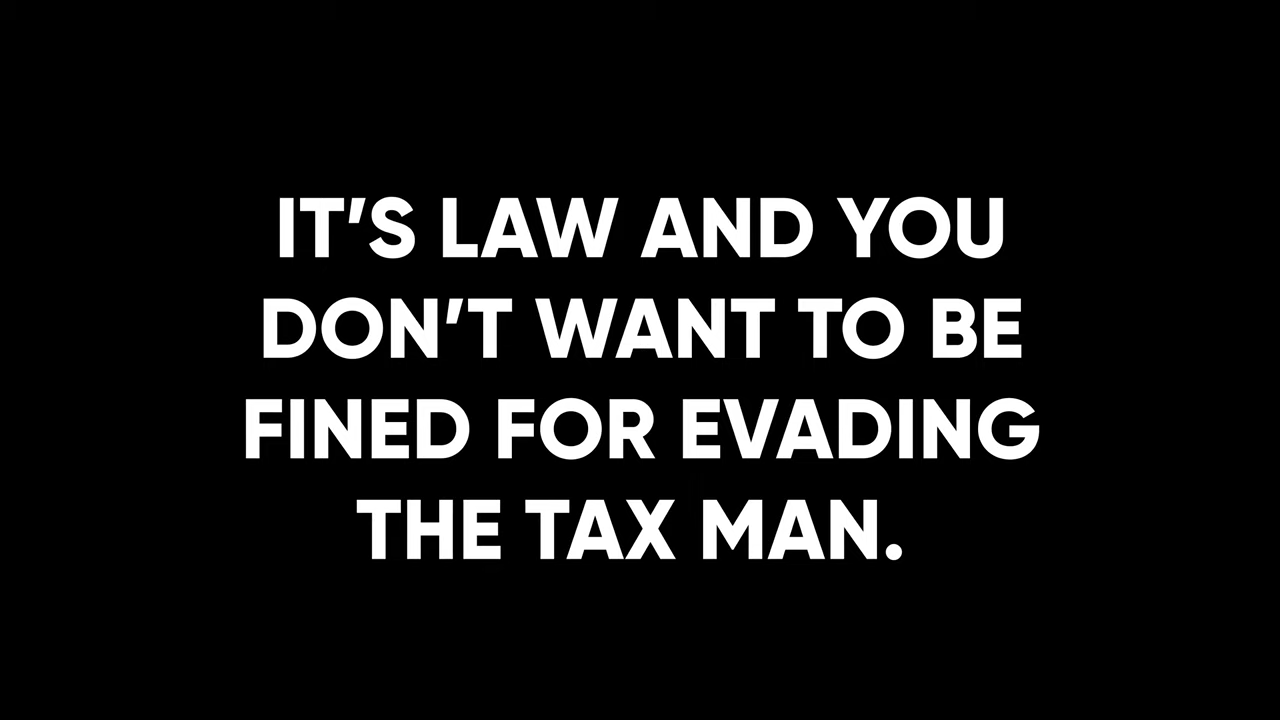 IT’S LAW AND YOU
DON’T WANT TO BE
FINED FOR EVADING
THE TAX MAN.